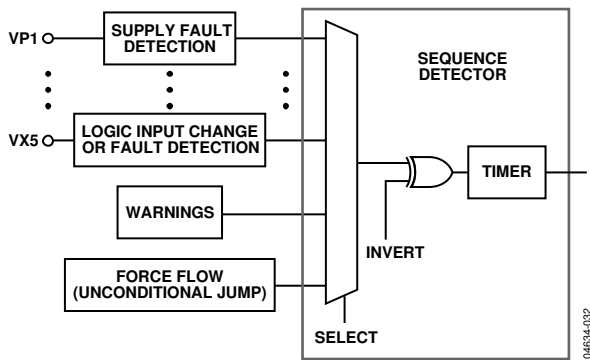 VP1
SUPPLY FAULT
DETECTION
SEQUENCE
DETECTOR
VX5
LOGIC INPUT CHANGE
OR FAULT DETECTION
TIMER
WARNINGS
INVERT
FORCE FLOW
(UNCONDITIONAL JUMP)
SELECT
04634-032